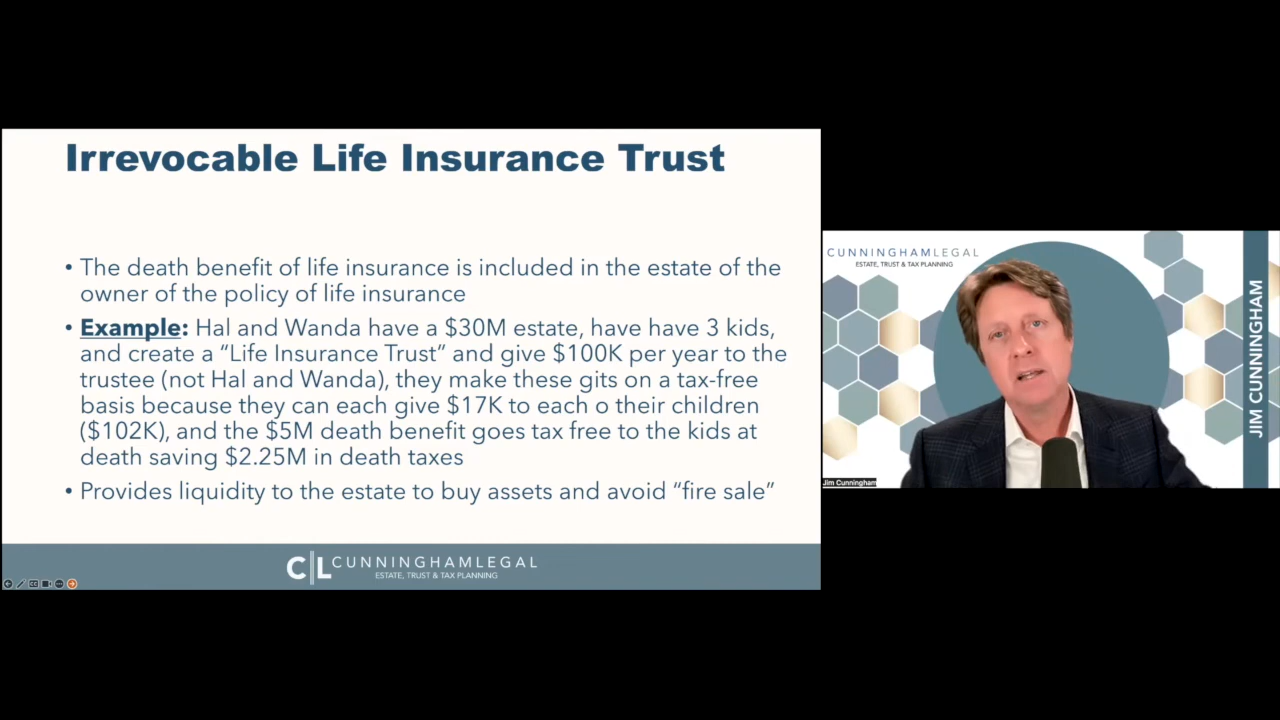 Irrevocable Life Insurance Trust
• The death benefit of life insurance is included in the estate of the
owner of the policy of life insurance
• Example: Hal and Wanda have a $30M estate, have have 3 kids,
and create a “Life Insurance Trust” and give $100K per year to the
trustee (not Hal and Wanda), they make these gits on a tax-free
basis because they can each give $17K to each o their children
($102K), and the $5M death benefit goes tax free to the kids at
death saving $2.25M in death taxes
• Provides liquidity to the estate to buy assets and avoid “fire sale”
CL CUNNINGHAMLEGAL
ESTATE, TRUST & TAX PLANNING
CUNNINGHAMLEGAL
ESTATE, TRUST & TAX PLANNING
JIM CUNNINGHAM
Jim Cunningham